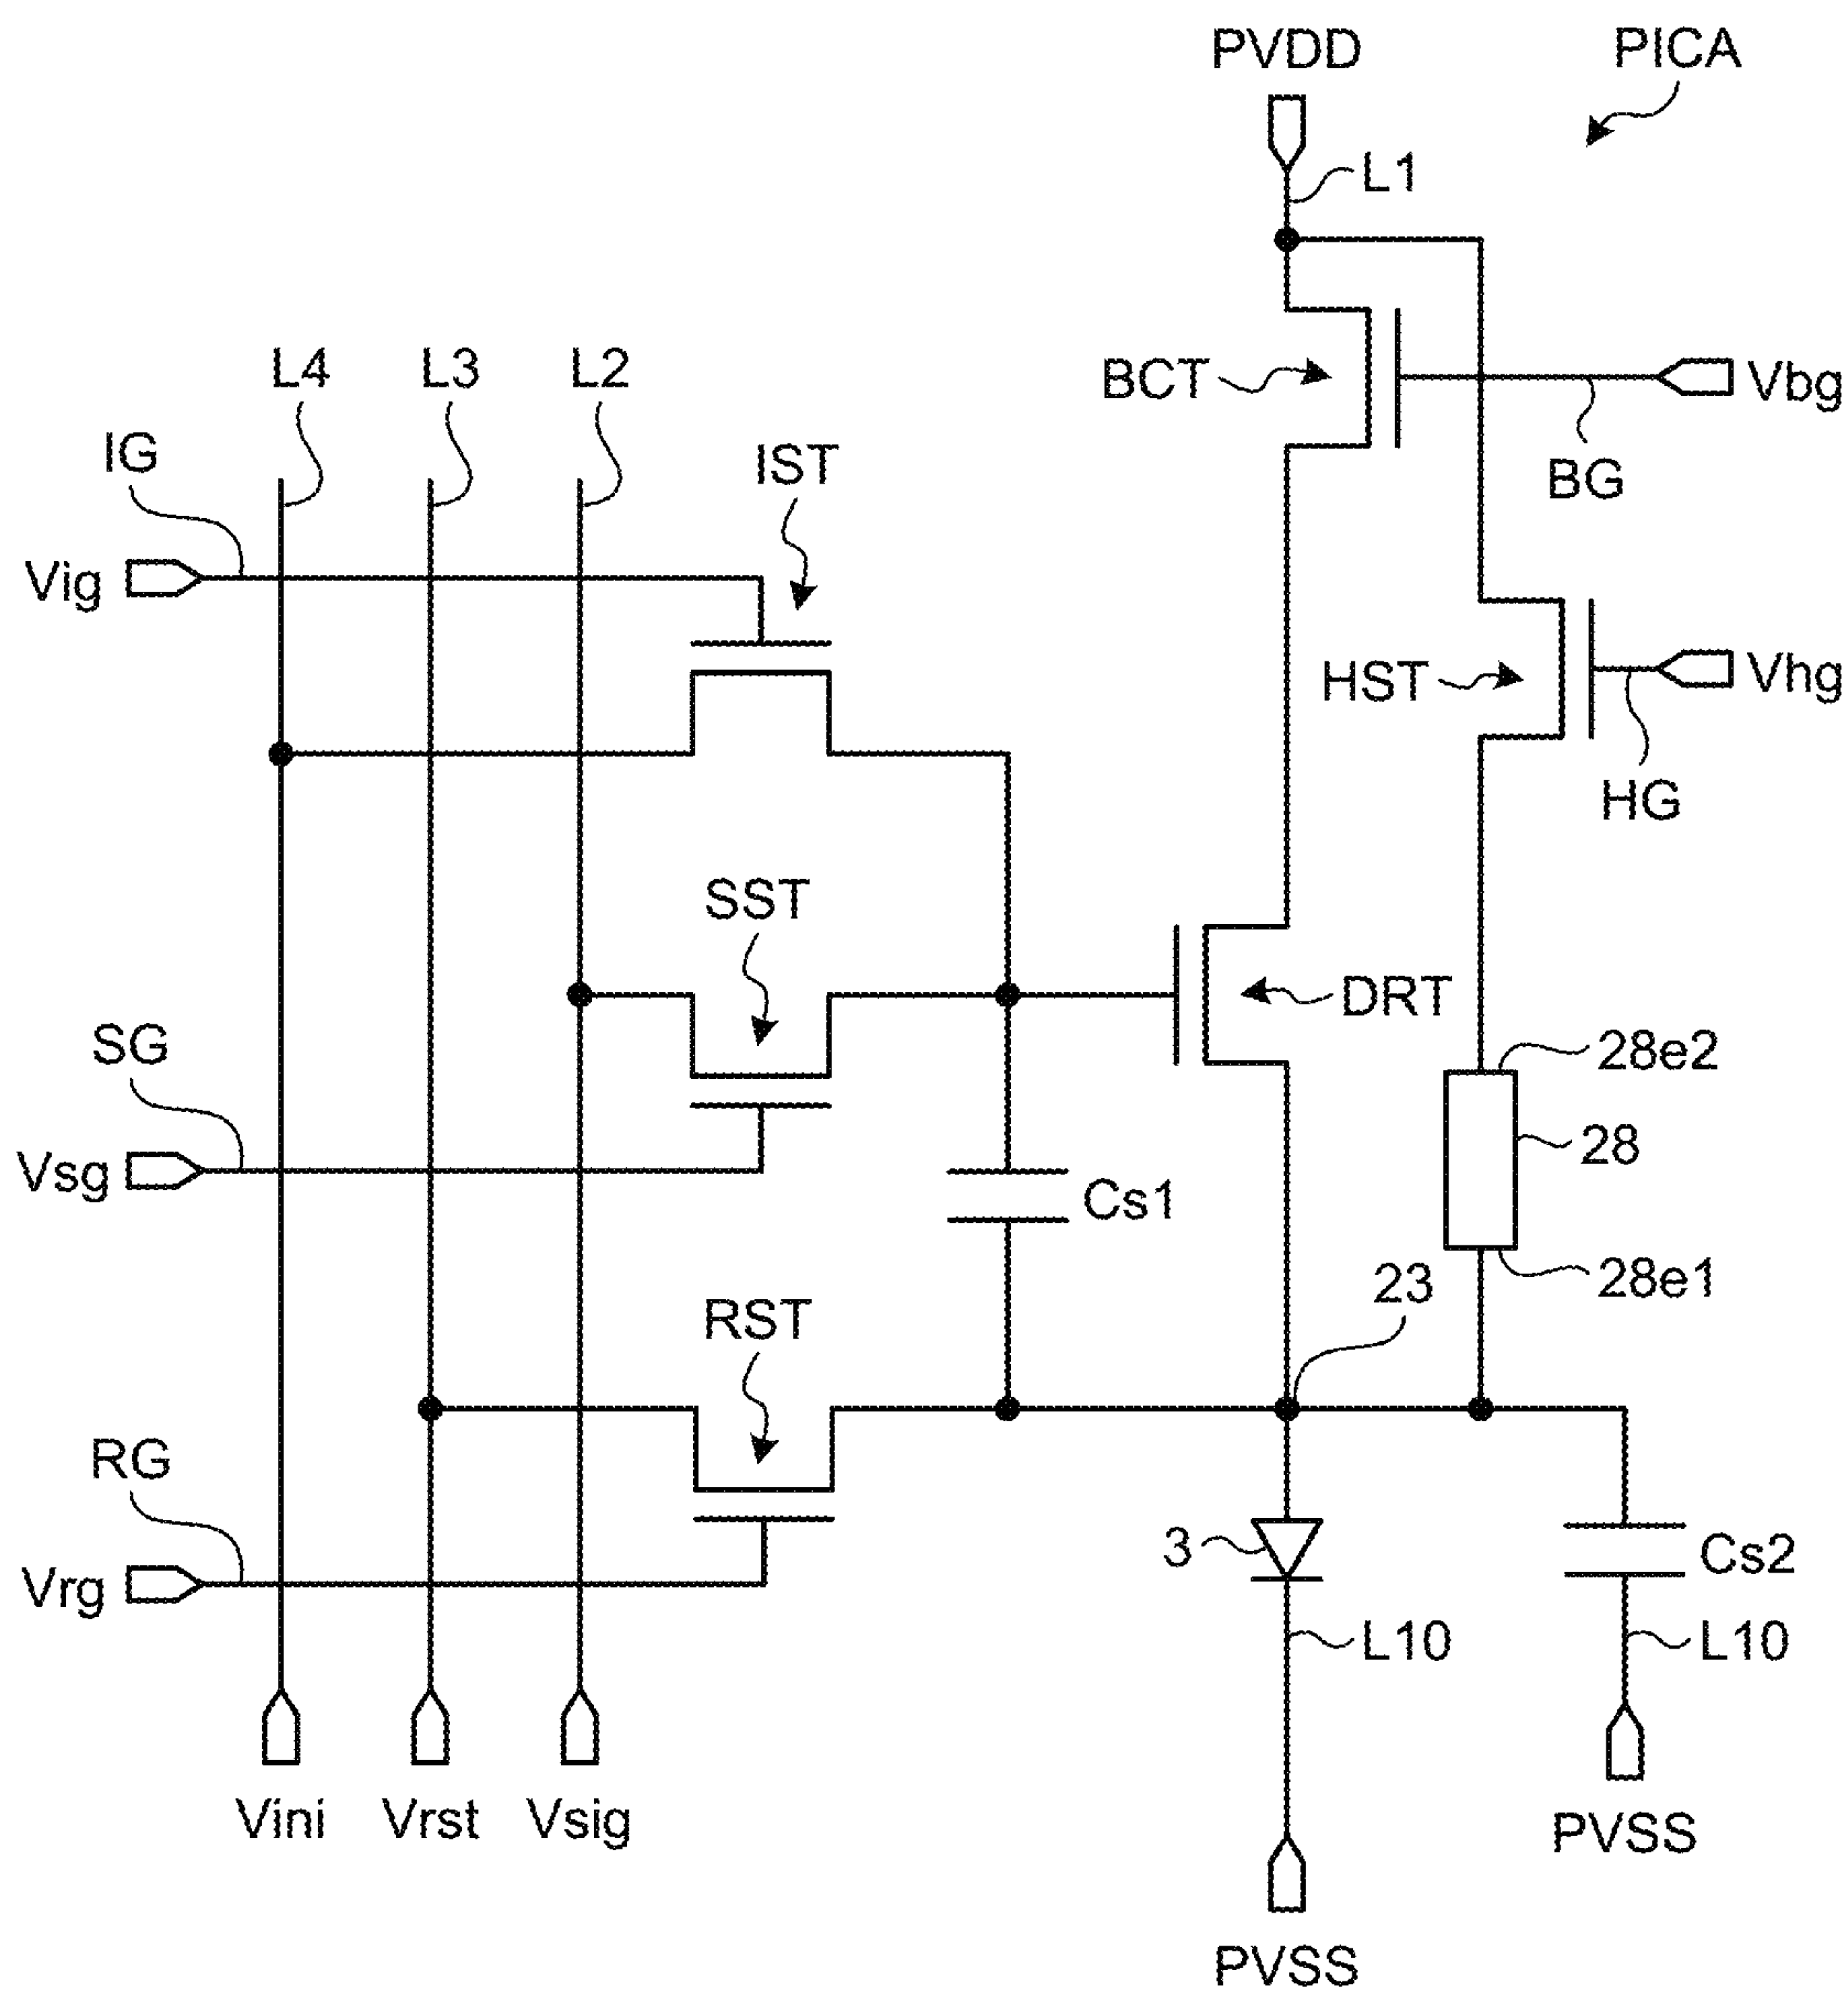 PVDD
PICA
L1
L4
L3
L2
BCT
Vbg
IG
IST
BG
Vig
HST
Vhg
HG
SST
DRT
SG
28e2
28
Vsg
Cs1
28e1
23
RST
RG
3
Cs2
Vrg
L10
L10
Vini
Vrst
Vsig
PVSS
PVSS